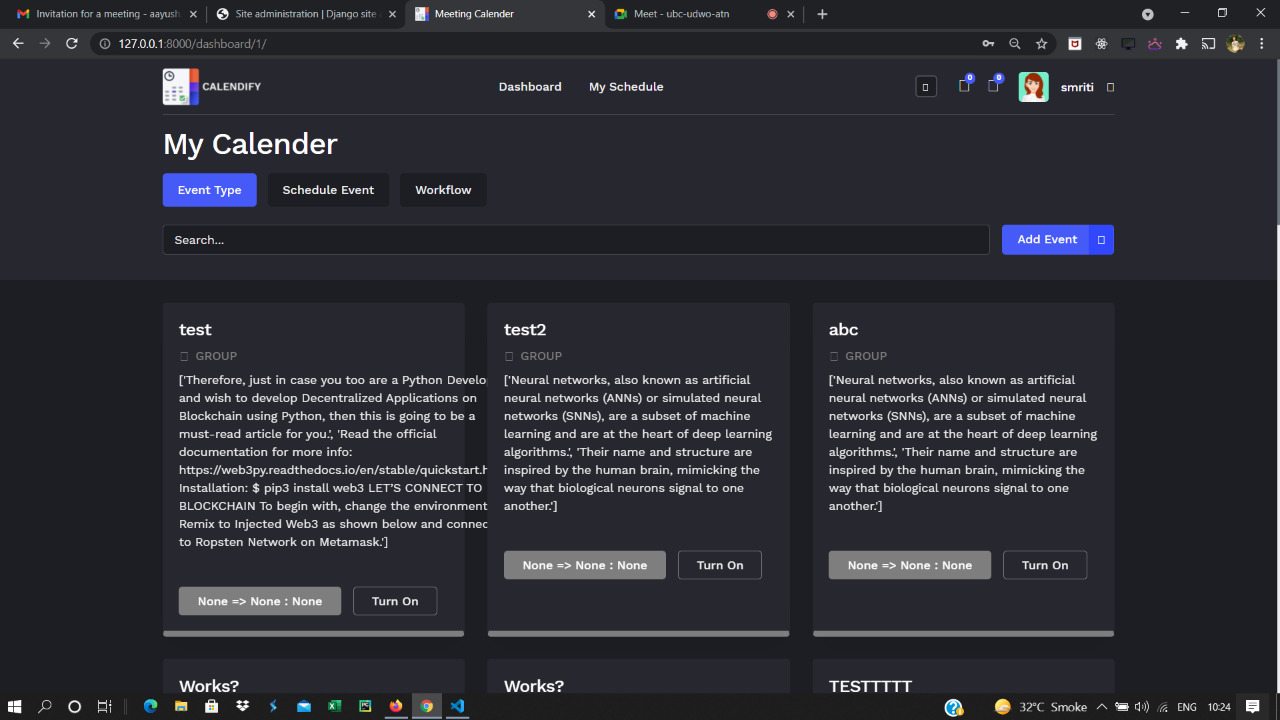 Invitation for a meeting - aayush
Site administration | Django site a
Meeting Calender
Meet - ubc-udwo-atn
127.0.0.1:8000/dashboard/1/
CALENDIFY
Dashboard
My Schedule
0
0
smriti
My Calender
Event Type
Schedule Event
Workflow
Search...
Add Event
test
GROUP
['Therefore, just in case you too are a Python Develo
and wish to develop Decentralized Applications on
Blockchain using Python, then this is going to be a
must-read article for you.', 'Read the official
documentation for more info:
https://web3py.readthedocs.io/en/stable/quickstart.h
Installation: $ pip3 install web3 LET'S CONNECT TO
BLOCKCHAIN To begin with, change the environment
Remix to Injected Web3 as shown below and connec
to Ropsten Network on Metamask.']
None => None : None
Turn On
test2
GROUP
['Neural networks, also known as artificial
neural networks (ANNs) or simulated neural
networks (SNNs), are a subset of machine
learning and are at the heart of deep learning
algorithms.', 'Their name and structure are
inspired by the human brain, mimicking the
way that biological neurons signal to one
another.']
None => None : None
Turn On
abc
GROUP
['Neural networks, also known as artificial
neural networks (ANNs) or simulated neural
networks (SNNs), are a subset of machine
learning and are at the heart of deep learning
algorithms.', 'Their name and structure are
inspired by the human brain, mimicking the
way that biological neurons signal to one
another.']
None => None : None
Turn On
Works?
Works?
TESTTTTT
32°C Smoke
ENG
10:24